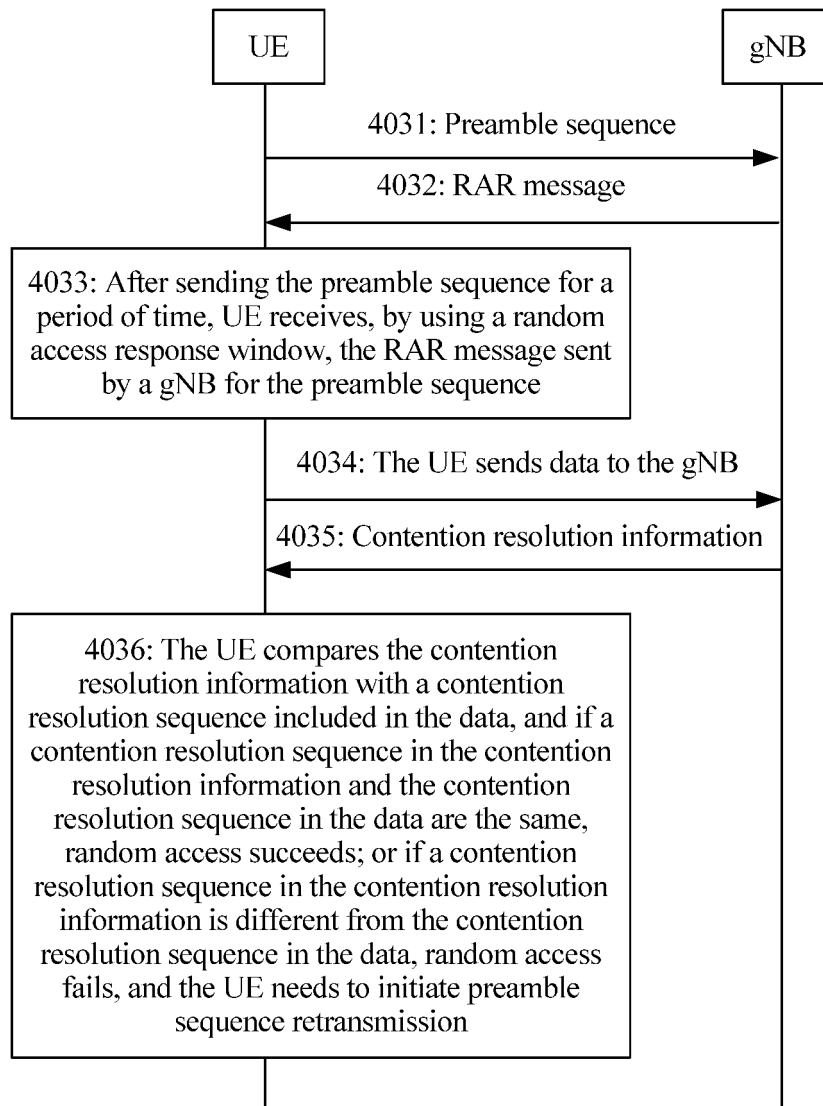 UE
gNB
4031: Preamble sequence
4032: RAR message
4033: After sending the preamble sequence for a
period of time, UE receives, by using a random
access response window, the RAR message sent
by a gNB for the preamble sequence
4034: The UE sends data to the gNB
4035: Contention resolution information
4036: The UE compares the contention
resolution information with a contention
resolution sequence included in the data, and if a
contention resolution sequence in the contention
resolution information and the contention
resolution sequence in the data are the same,
random access succeeds; or if a contention
resolution sequence in the contention resolution
information is different from the contention
resolution sequence in the data, random access
fails, and the UE needs to initiate preamble
sequence retransmission